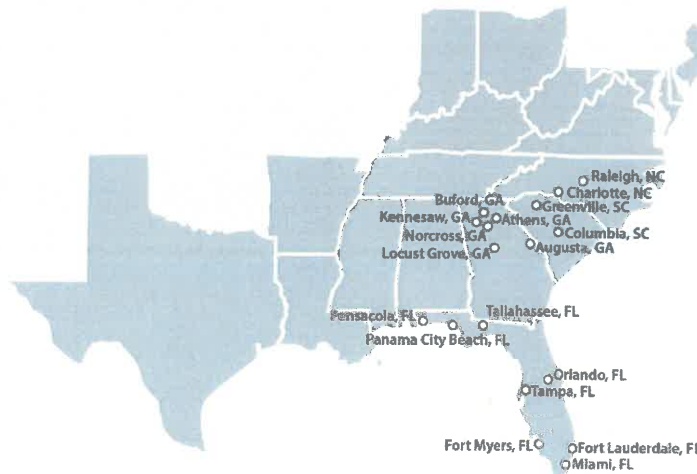 Raleigh, NC
Charlotte, NC
Buford, GA
Greenville, SC
Kennesaw, GA
Athens, GA
Norcross, GA
Columbia, SC
Locust Grove, GA
Augusta, GA
Pensacola, FL
Tallahassee, FL
Panama City Beach, FL
Orlando, FL
Tampa, FL
Fort Myers, FL
Fort Lauderdale, FL
Miami, FL